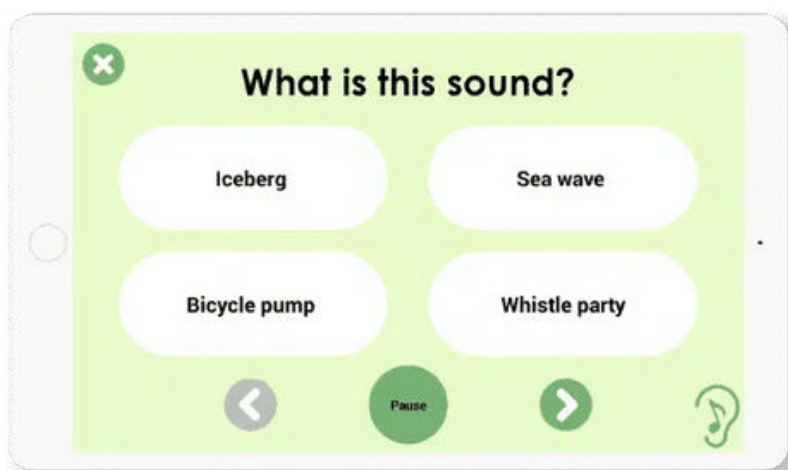 What is this sound?
Iceberg
Sea wave
Bicycle pump
Whistle party
Pause